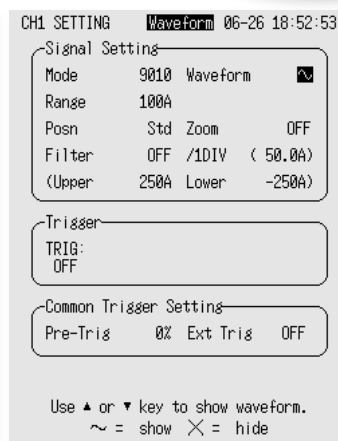 CH1 SETTING Waveform 06-26 18:52:53
Signal Setting
Mode 9010 Waveform ∿
Range 100A
Posn Std Zoom OFF
Filter OFF /1DIV ( 50.0A)
(Upper 250A Lower -250A)
Trigger
TRIG:
OFF
Common Trigger Setting
Pre-Trig 0% Ext Trig OFF
Use ▲ or ▼ key to show waveform.
～ = show ╳ = hide